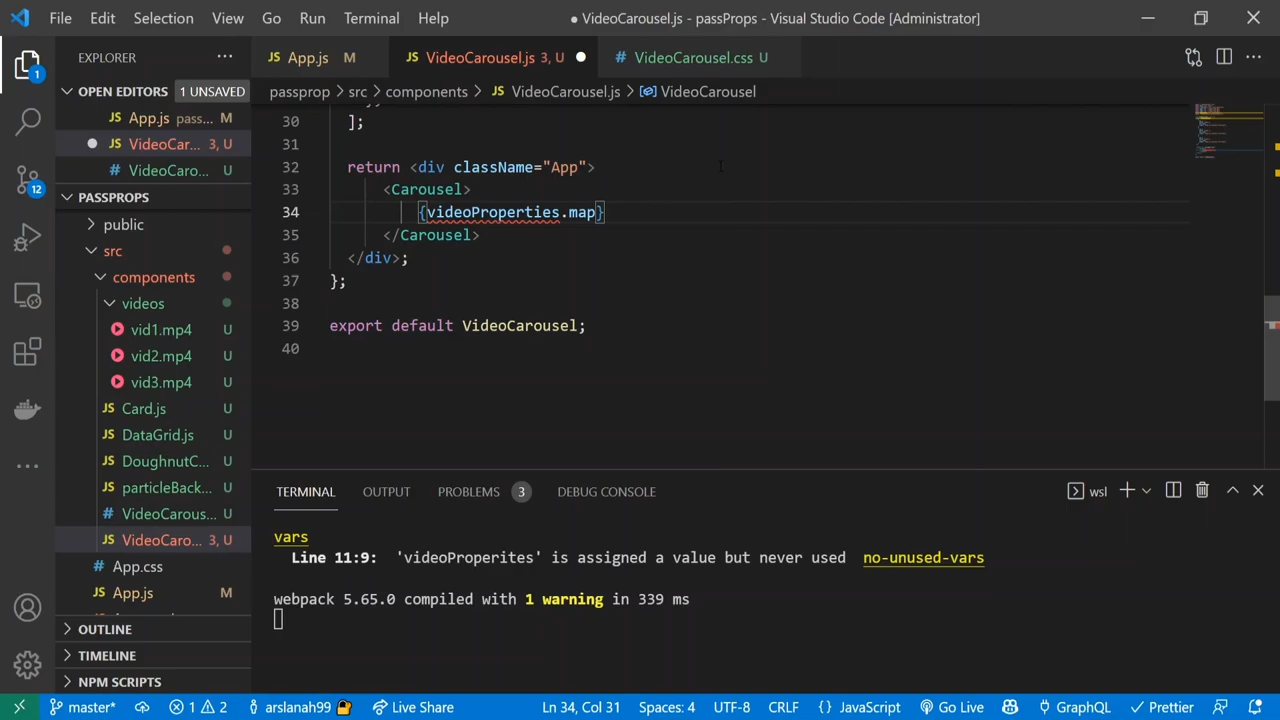 File Edit Selection View Go Run Terminal Help ● VideoCarousel.js - passProps - Visual Studio Code [Administrator]
EXPLORER
JS App.js M JS VideoCarousel.js 3, U # VideoCarousel.css U
passprop > src > components > JS VideoCarousel.js > VideoCarousel
OPEN EDITORS 1 UNSAVED
JS App.js pass... M
JS VideoCar... 3, U
# VideoCaro... U
PASSPROPS
public
src
components
videos
vid1.mp4 U
vid2.mp4 U
vid3.mp4 U
JS Card.js U
JS DataGrid.js U
JS DoughnutC... U
JS particleBack... U
# VideoCarous... U
JS VideoCaro... 3, U
# App.css U
JS App.js M
OUTLINE
TIMELINE
NPM SCRIPTS
1
12
30 ];
31
32 return <div className="App">
33 <Carousel>
34 {videoProperties.map}
35 </Carousel>
36 </div>;
37 };
38
39 export default VideoCarousel;
40
TERMINAL OUTPUT PROBLEMS 3 DEBUG CONSOLE wsl
vars
Line 11:9: 'videoProperites' is assigned a value but never used no-unused-vars
webpack 5.65.0 compiled with 1 warning in 339 ms
master* 1 2 arslanah99 Live Share Ln 34, Col 31 Spaces: 4 UTF-8 CRLF {} JavaScript Go Live GraphQL Prettier